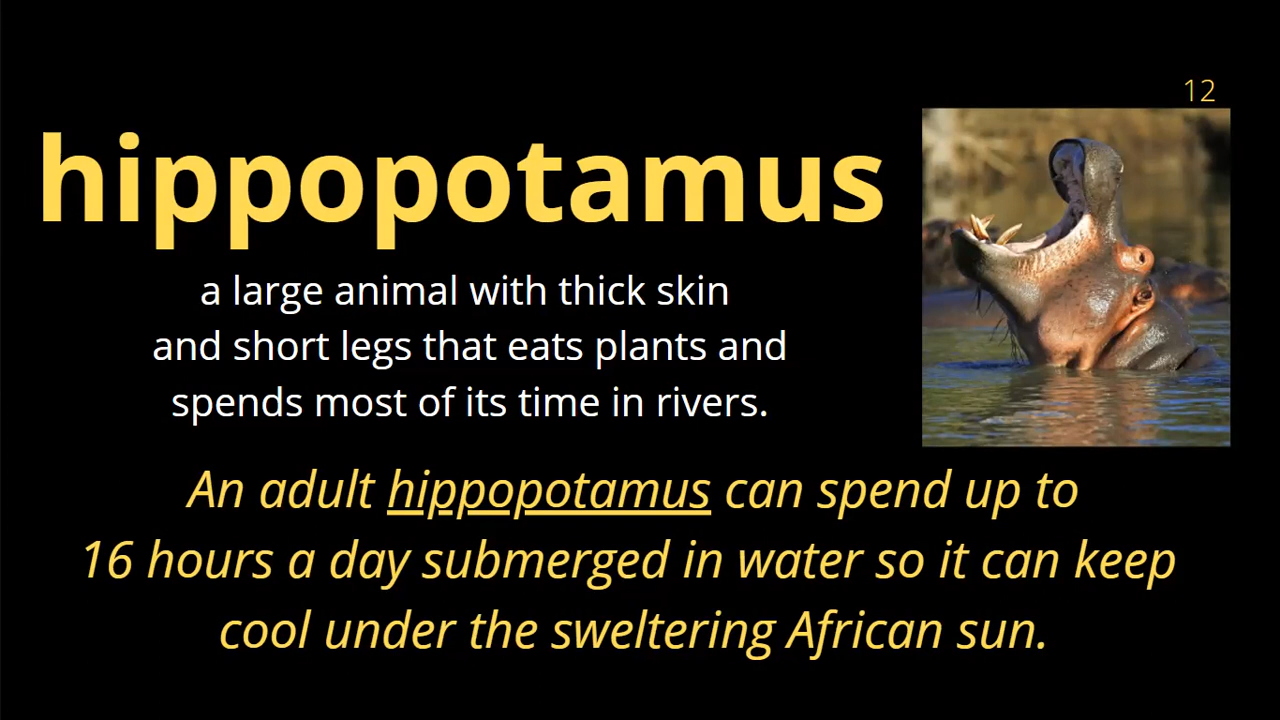 12
hippopotamus
a large animal with thick skin
and short legs that eats plants and
spends most of its time in rivers.
An adult hippopotamus can spend up to
16 hours a day submerged in water so it can keep
cool under the sweltering African sun.